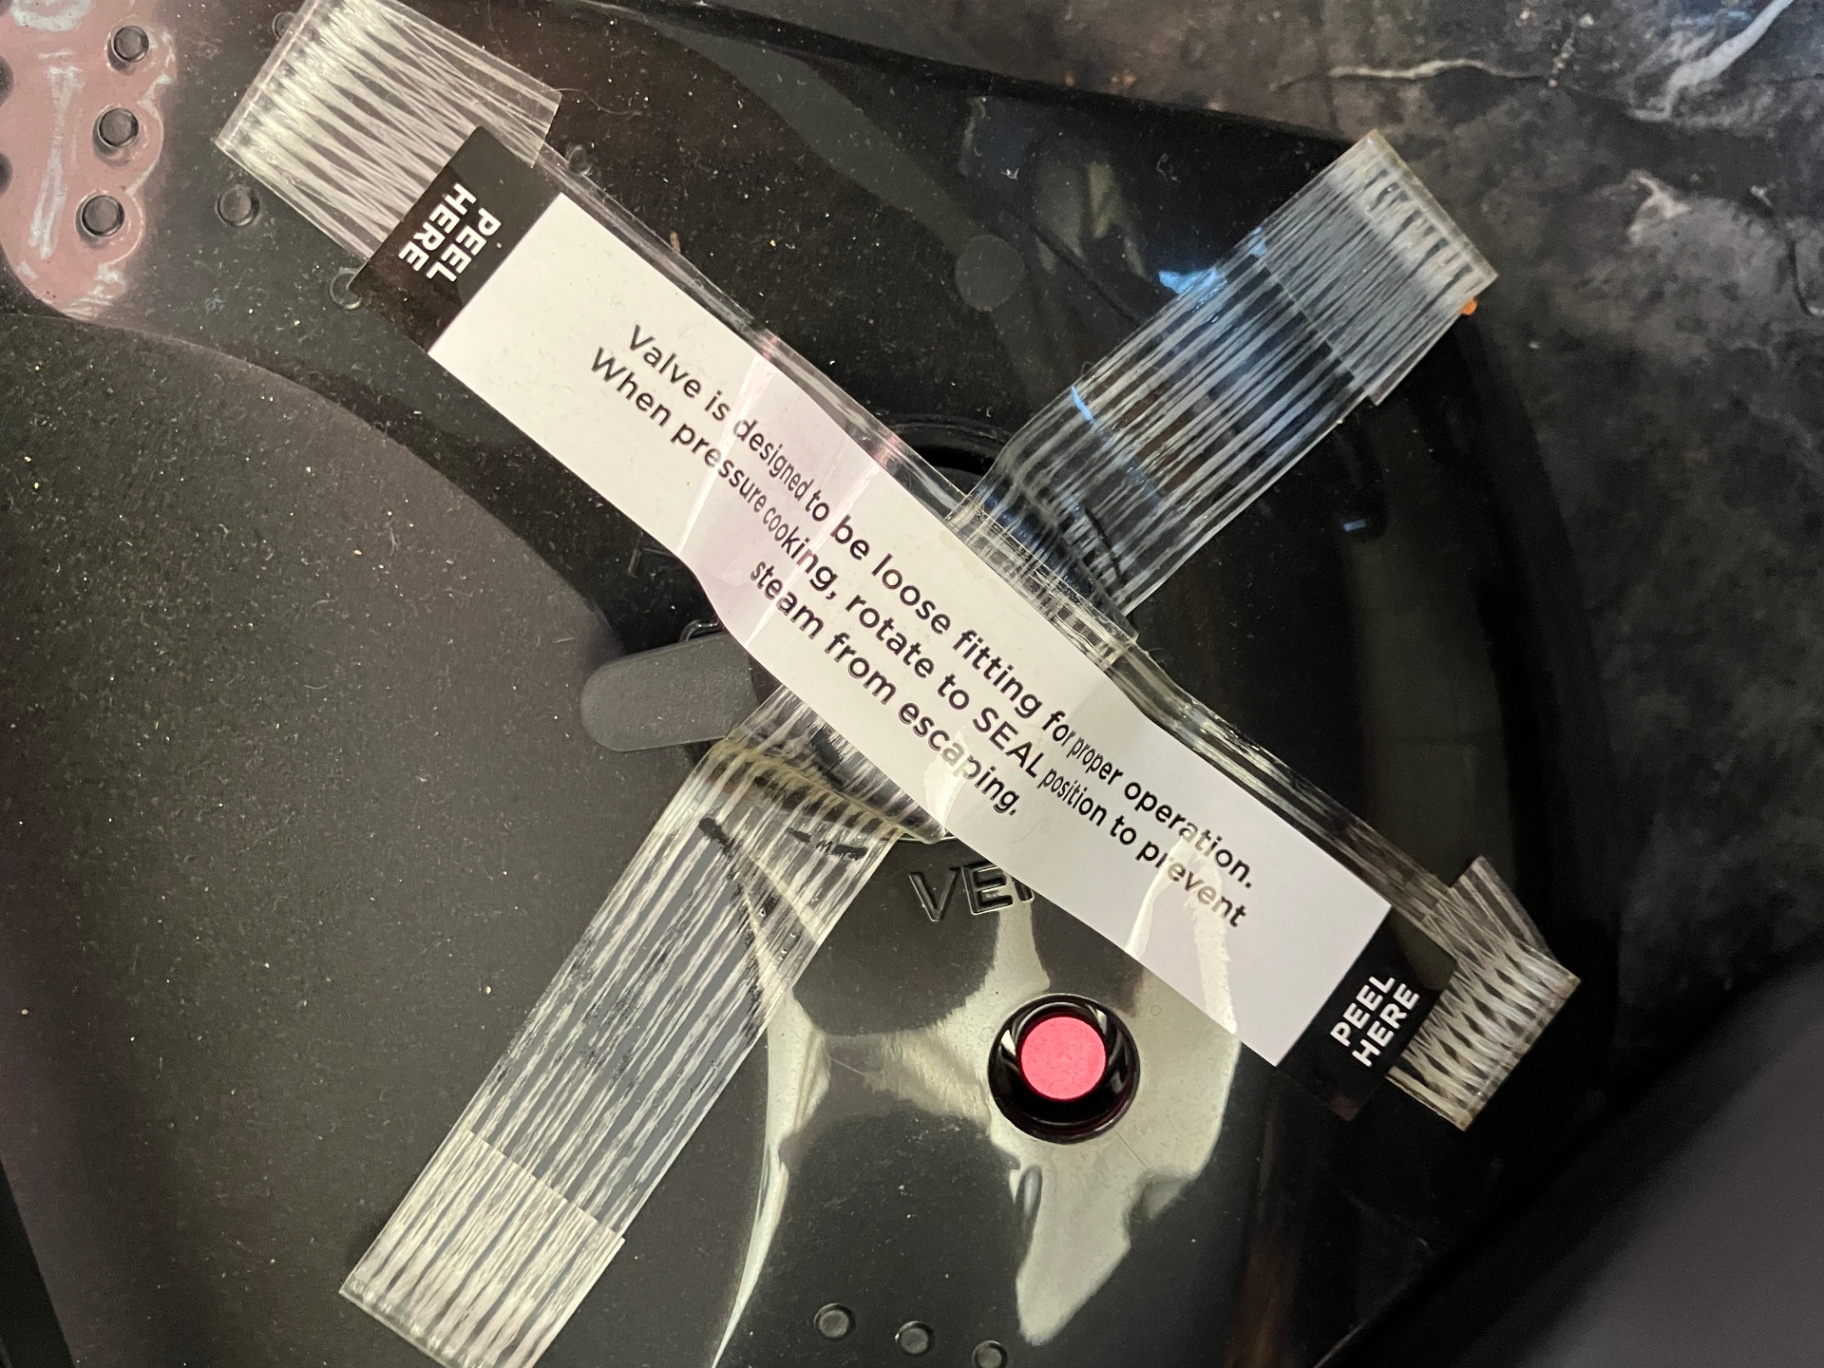 PEEL
HERE
Valve is designed to be loose fitting for proper operation.
When pressure cooking, rotate to SEAL position to prevent
steam from escaping.
PEEL
HERE